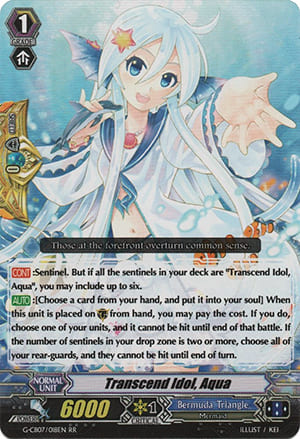 1
GRADE
0
Those at the forefront overturn common sense.
CONT :Sentinel. But if all the sentinels in your deck are "Transcend Idol,
Aqua", you may include up to six.
AUTO :[Choose a card from your hand, and put it into your soul] When
this unit is placed on from hand, you may pay the cost. If you do,
choose one of your units, and it cannot be hit until end of that battle. If
the number of sentinels in your drop zone is two or more, choose all of
your rear-guards, and they cannot be hit until end of turn.
NORMAL
UNIT
Transcend Idol, Aqua
6000
1
CRITICAL
Bermuda Triangle
Mermaid
G-CB07/018EN RR
ILLUST / KEI